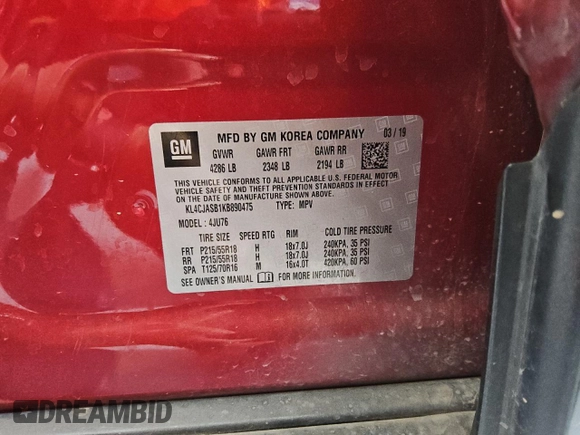 GM
MFD BY GM KOREA COMPANY 03 / 19
GVWR GAWR FRT GAWR RR
4286 LB 2348 LB 2194 LB
THIS VEHICLE CONFORMS TO ALL APPLICABLE U.S. FEDERAL MOTOR
VEHICLE SAFETY AND THEFT PREVENTION STANDARDS IN EFFECT
ON THE DATE OF MANUFACTURE SHOWN ABOVE.
KL4CJASB1KB890475 TYPE: MPV
MODEL : 4JU76
TIRE SIZE SPEED RTG RIM COLD TIRE PRESSURE
FRT P215/55R18 H 18x7.0J 240KPA, 35 PSI
RR P215/55R18 H 18x7.0J 240KPA, 35 PSI
SPA T125/70R16 M 16x4.0T 420KPA, 60 PSI
SEE OWNER'S MANUAL FOR MORE INFORMATION.
DREAMBID